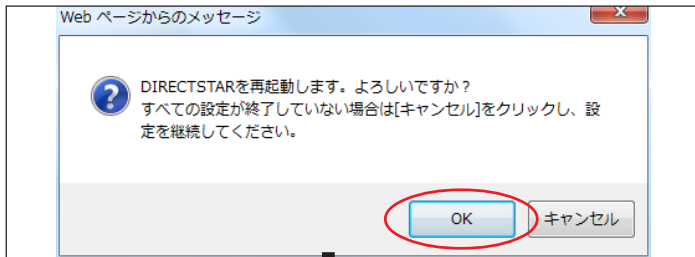 Web ページからのメッセージ
DIRECTSTARを再起動します。よろしいですか？
すべての設定が終了していない場合は[キャンセル]をクリックし、設
定を継続してください。
OK
キャンセル